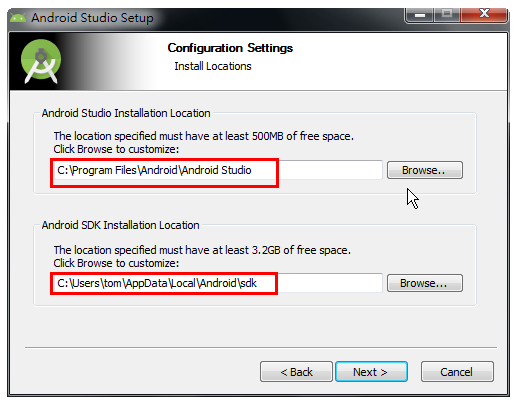 Android Studio Setup
Configuration Settings
Install Locations
Android Studio Installation Location
The location specified must have at least 500MB of free space.
Click Browse to customize:
C:\Program Files\Android\Android Studio
Browse..
Android SDK Installation Location
The location specified must have at least 3.2GB of free space.
Click Browse to customize:
C:\Users\tom\AppData\Local\Android\sdk
Browse...
< Back
Next >
Cancel